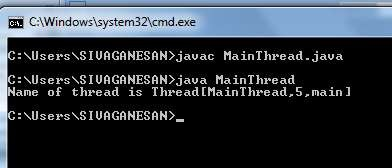 C:\Windows\system32\cmd.exe
C:\Users\SIVAGANESAN>javac MainThread.java
C:\Users\SIVAGANESAN>java MainThread
Name of thread is Thread[MainThread,5,main]
C:\Users\SIVAGANESAN>_